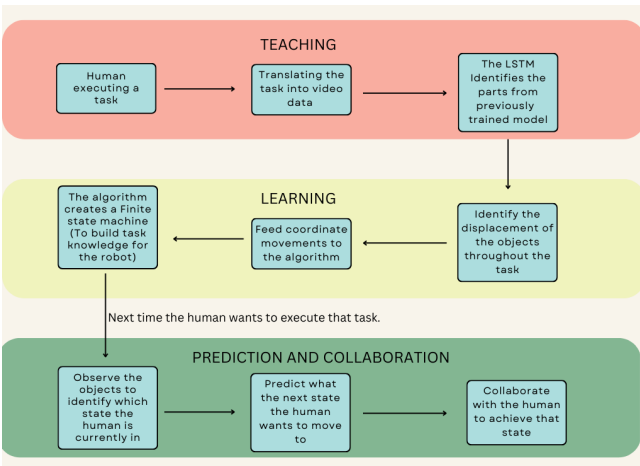 TEACHING
Human
executing a
task
Translating the
task into video
data
The LSTM
Identifies the
parts from
previously
trained model
LEARNING
The algorithm
creates a Finite
state machine
(To build task
knowledge for
the robot)
Feed coordinate
movements to
the algorithm
Identify the
displacement of
the objects
throughout the
task
Next time the human wants to execute that task.
PREDICTION AND COLLABORATION
Observe the
objects to
identify which
state the
human is
currently in
Predict what
the next state
the human
wants to move
to
Collaborate
with the human
to achieve that
state